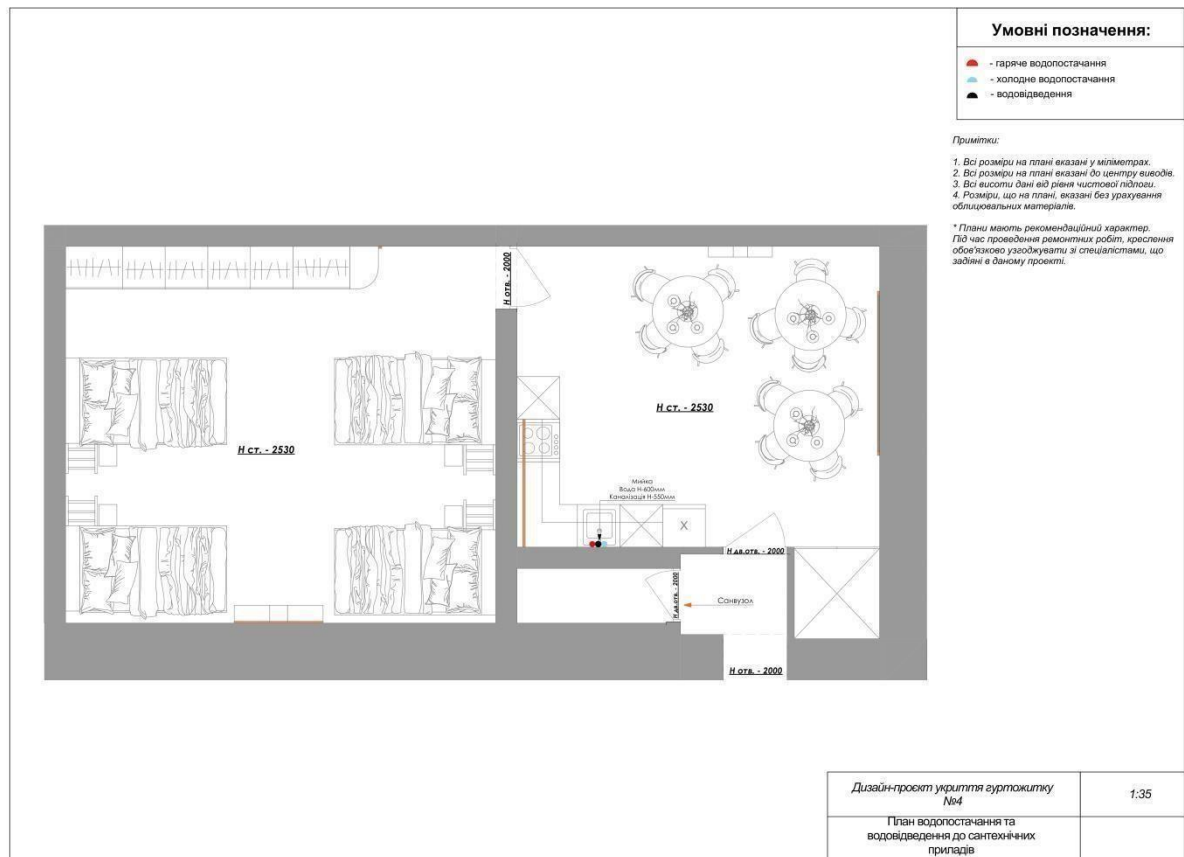 Умовні позначення:
- гаряче водопостачання
- холодне водопостачання
- водовідведення
Примітки:
1. Всі розміри на плані вказані у міліметрах.
2. Всі розміри на плані вказані до центру виводів.
3. Всі висоти дані від рівня чистової підлоги.
4. Розміри, що на плані, вказані без урахування
облицювальних матеріалів.
* Плани мають рекомендаційний характер.
Під час проведення ремонтних робіт, креслення
обов'язково узгоджувати зі спеціалістами, що
задіяні в даному проекті.
Н отв. - 2000
Н ст. - 2530
Н ст. - 2530
Мийка
Вода Н-600мм
Каналізація Н-550мм
X
Н дв.отв. - 2000
Н дв.отв. - 2000
Санвузол
Н отв. - 2000
Дизайн-проєкт укриття гуртожитку
№4
1:35
План водопостачання та
водовідведення до сантехнічних
приладів